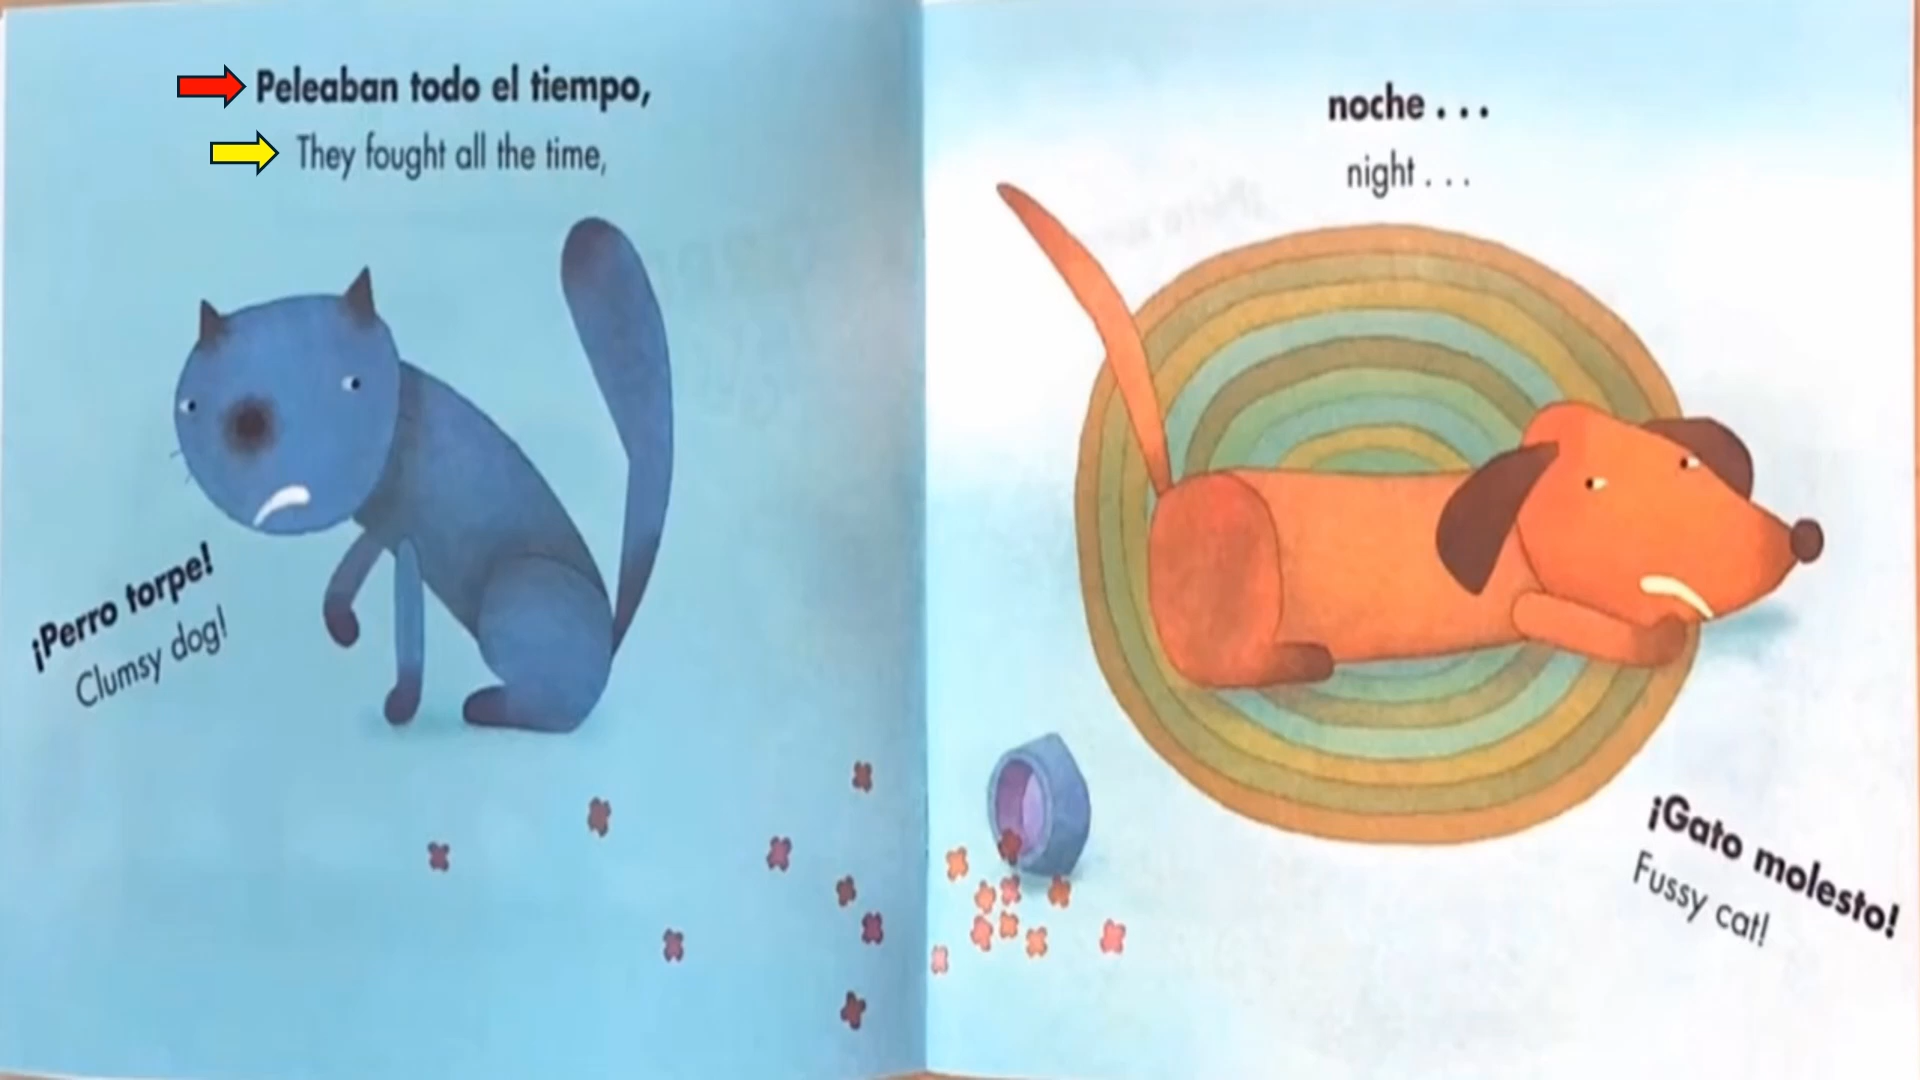 Peleaban todo el tiempo,
They fought all the time,
¡Perro torpe!
Clumsy dog!
noche . . .
night . . .
¡Gato molesto!
Fussy cat!